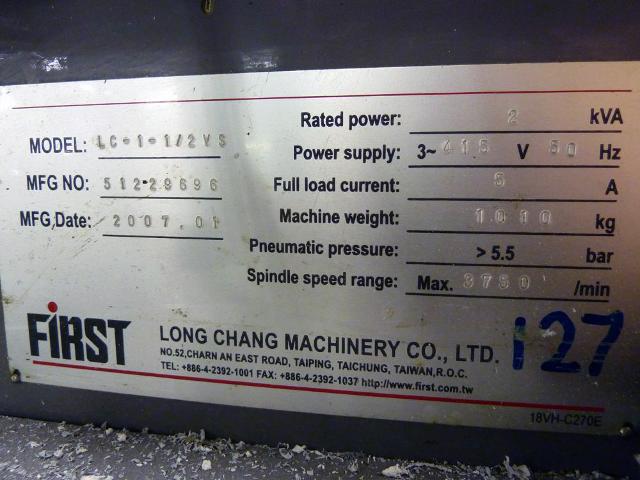 MODEL: LC-1-1/2VS
MFG NO: 51229696
MFG Date: 2007.01
Rated power: 2 kVA
Power supply: 3~ 415 V 50 Hz
Full load current: 5 A
Machine weight: 1.010 kg
Pneumatic pressure: > 5.5 bar
Spindle speed range: Max. 3750 /min
FIRST
LONG CHANG MACHINERY CO., LTD.
NO.52,CHARN AN EAST ROAD, TAIPING, TAICHUNG, TAIWAN,R.O.C.
TEL: +886-4-2392-1001 FAX: +886-4-2392-1037 http://www.first.com.tw
127
18VH-C270E